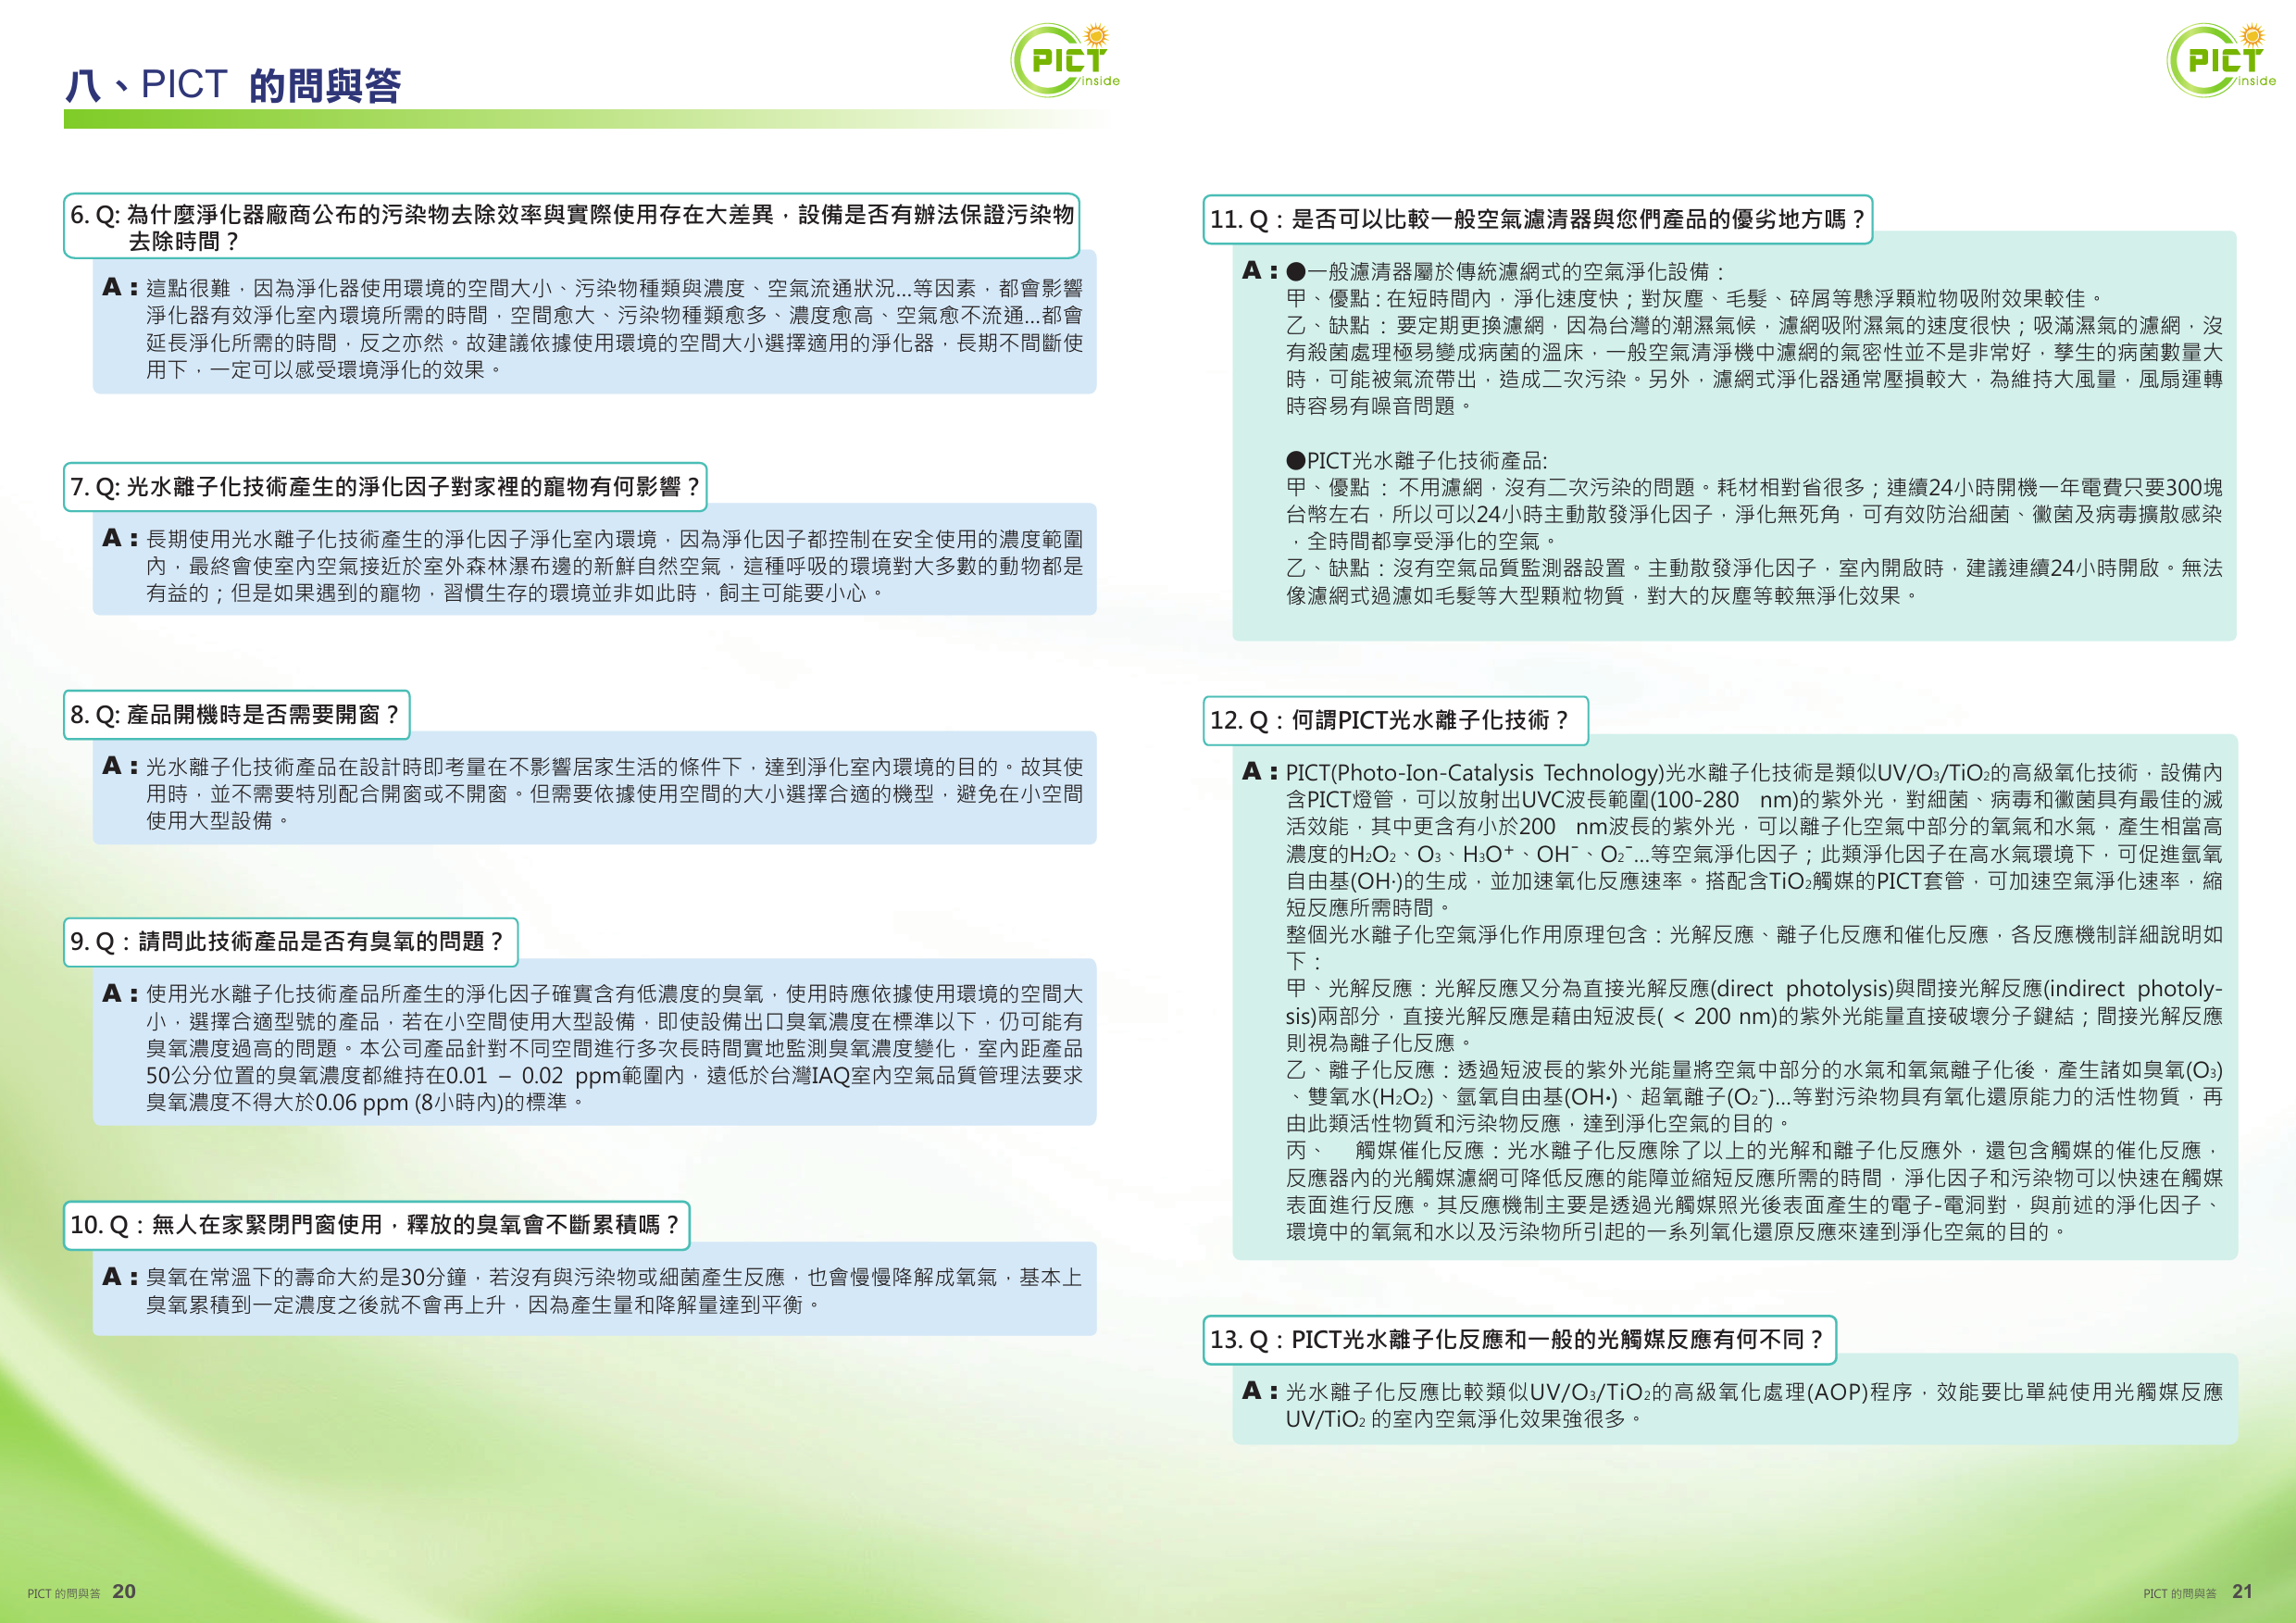 八、PICT 的問與答
PICT
inside
6. Q: 為什麼淨化器廠商公布的污染物去除效率與實際使用存在大差異，設備是否有辦法保證污染物
去除時間？
A：這點很難，因為淨化器使用環境的空間大小、污染物種類與濃度、空氣流通狀況...等因素，都會影響
淨化器有效淨化室內環境所需的時間，空間愈大、污染物種類愈多、濃度愈高、空氣愈不流通...都會
延長淨化所需的時間，反之亦然。故建議依據使用環境的空間大小選擇適用的淨化器，長期不間斷使
用下，一定可以感受環境淨化的效果。
7. Q: 光水離子化技術產生的淨化因子對家裡的寵物有何影響？
A：長期使用光水離子化技術產生的淨化因子淨化室內環境，因為淨化因子都控制在安全使用的濃度範圍
內，最終會使室內空氣接近於室外森林瀑布邊的新鮮自然空氣，這種呼吸的環境對大多數的動物都是
有益的；但是如果遇到的寵物，習慣生存的環境並非如此時，飼主可能要小心。
8. Q: 產品開機時是否需要開窗？
A：光水離子化技術產品在設計時即考量在不影響居家生活的條件下，達到淨化室內環境的目的。故其使
用時，並不需要特別配合開窗或不開窗。但需要依據使用空間的大小選擇合適的機型，避免在小空間
使用大型設備。
9. Q：請問此技術產品是否有臭氧的問題？
A：使用光水離子化技術產品所產生的淨化因子確實含有低濃度的臭氧，使用時應依據使用環境的空間大
小，選擇合適型號的產品，若在小空間使用大型設備，即使設備出口臭氧濃度在標準以下，仍可能有
臭氧濃度過高的問題。本公司產品針對不同空間進行多次長時間實地監測臭氧濃度變化，室內距產品
50公分位置的臭氧濃度都維持在0.01 – 0.02 ppm範圍內，遠低於台灣IAQ室內空氣品質管理法要求
臭氧濃度不得大於0.06 ppm (8小時內)的標準。
10. Q：無人在家緊閉門窗使用，釋放的臭氧會不斷累積嗎？
A：臭氧在常溫下的壽命大約是30分鐘，若沒有與污染物或細菌產生反應，也會慢慢降解成氧氣，基本上
臭氧累積到一定濃度之後就不會再上升，因為產生量和降解量達到平衡。
PICT 的問與答 20
PICT
inside
11. Q：是否可以比較一般空氣濾清器與您們產品的優劣地方嗎？
A：●一般濾清器屬於傳統濾網式的空氣淨化設備：
甲、優點：在短時間內，淨化速度快；對灰塵、毛髮、碎屑等懸浮顆粒物吸附效果較佳。
乙、缺點：要定期更換濾網，因為台灣的潮濕氣候，濾網吸附濕氣的速度很快；吸滿濕氣的濾網，沒
有殺菌處理極易變成病菌的溫床，一般空氣清淨機中濾網的氣密性並不是非常好，孳生的病菌數量大
時，可能被氣流帶出，造成二次污染。另外，濾網式淨化器通常壓損較大，為維持大風量，風扇運轉
時容易有噪音問題。
●PICT光水離子化技術產品:
甲、優點：不用濾網，沒有二次污染的問題。耗材相對省很多；連續24小時開機一年電費只要300塊
台幣左右，所以可以24小時主動散發淨化因子，淨化無死角，可有效防治細菌、黴菌及病毒擴散感染
，全時間都享受淨化的空氣。
乙、缺點：沒有空氣品質監測器設置。主動散發淨化因子，室內開啟時，建議連續24小時開啟。無法
像濾網式過濾如毛髮等大型顆粒物質，對大的灰塵等較無淨化效果。
12. Q：何謂PICT光水離子化技術？
A：PICT(Photo-Ion-Catalysis Technology)光水離子化技術是類似UV/O₃/TiO₂的高級氧化技術，設備內
含PICT燈管，可以放射出UVC波長範圍(100-280 nm)的紫外光，對細菌、病毒和黴菌具有最佳的滅
活效能，其中更含有小於200 nm波長的紫外光，可以離子化空氣中部分的氧氣和水氣，產生相當高
濃度的H₂O₂、O₃、H₃O⁺、OH⁻、O₂⁻...等空氣淨化因子；此類淨化因子在高水氣環境下，可促進氫氧
自由基(OH·)的生成，並加速氧化反應速率。搭配含TiO₂觸媒的PICT套管，可加速空氣淨化速率，縮
短反應所需時間。
整個光水離子化空氣淨化作用原理包含：光解反應、離子化反應和催化反應，各反應機制詳細說明如
下：
甲、光解反應：光解反應又分為直接光解反應(direct photolysis)與間接光解反應(indirect photoly-
sis)兩部分，直接光解反應是藉由短波長( < 200 nm)的紫外光能量直接破壞分子鍵結；間接光解反應
則視為離子化反應。
乙、離子化反應：透過短波長的紫外光能量將空氣中部分的水氣和氧氣離子化後，產生諸如臭氧(O₃)
、雙氧水(H₂O₂)、氫氧自由基(OH•)、超氧離子(O₂⁻)...等對污染物具有氧化還原能力的活性物質，再
由此類活性物質和污染物反應，達到淨化空氣的目的。
丙、 觸媒催化反應：光水離子化反應除了以上的光解和離子化反應外，還包含觸媒的催化反應，
反應器內的光觸媒濾網可降低反應的能障並縮短反應所需的時間，淨化因子和污染物可以快速在觸媒
表面進行反應。其反應機制主要是透過光觸媒照光後表面產生的電子-電洞對，與前述的淨化因子、
環境中的氧氣和水以及污染物所引起的一系列氧化還原反應來達到淨化空氣的目的。
13. Q：PICT光水離子化反應和一般的光觸媒反應有何不同？
A：光水離子化反應比較類似UV/O₃/TiO₂的高級氧化處理(AOP)程序，效能要比單純使用光觸媒反應
UV/TiO₂ 的室內空氣淨化效果強很多。
PICT 的問與答 21